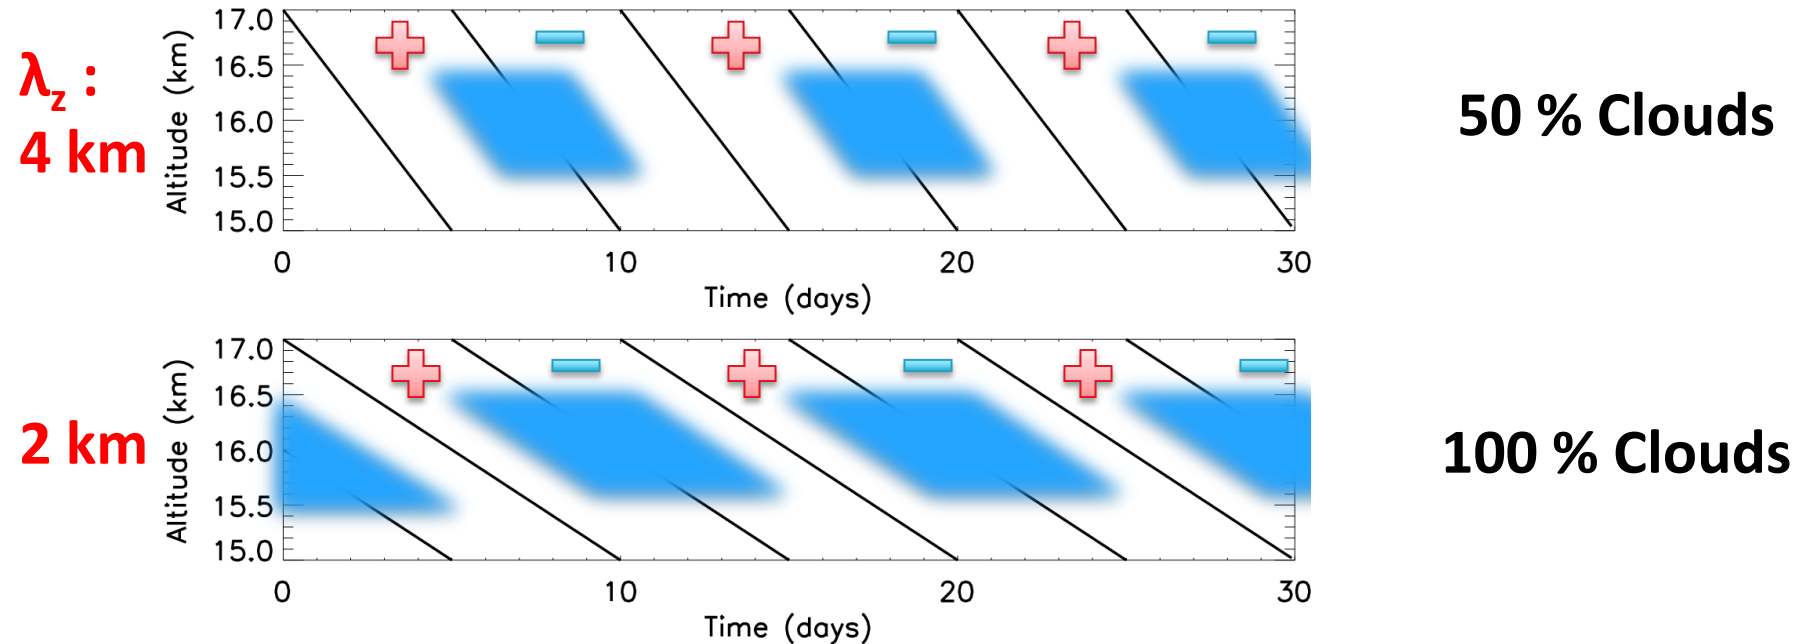 λz :
4 km
Altitude (km)
17.0
16.5
16.0
15.5
15.0
+ − + − + −
0 10 20 30
Time (days)
50 % Clouds
2 km
Altitude (km)
17.0
16.5
16.0
15.5
15.0
+ − + − + −
0 10 20 30
Time (days)
100 % Clouds